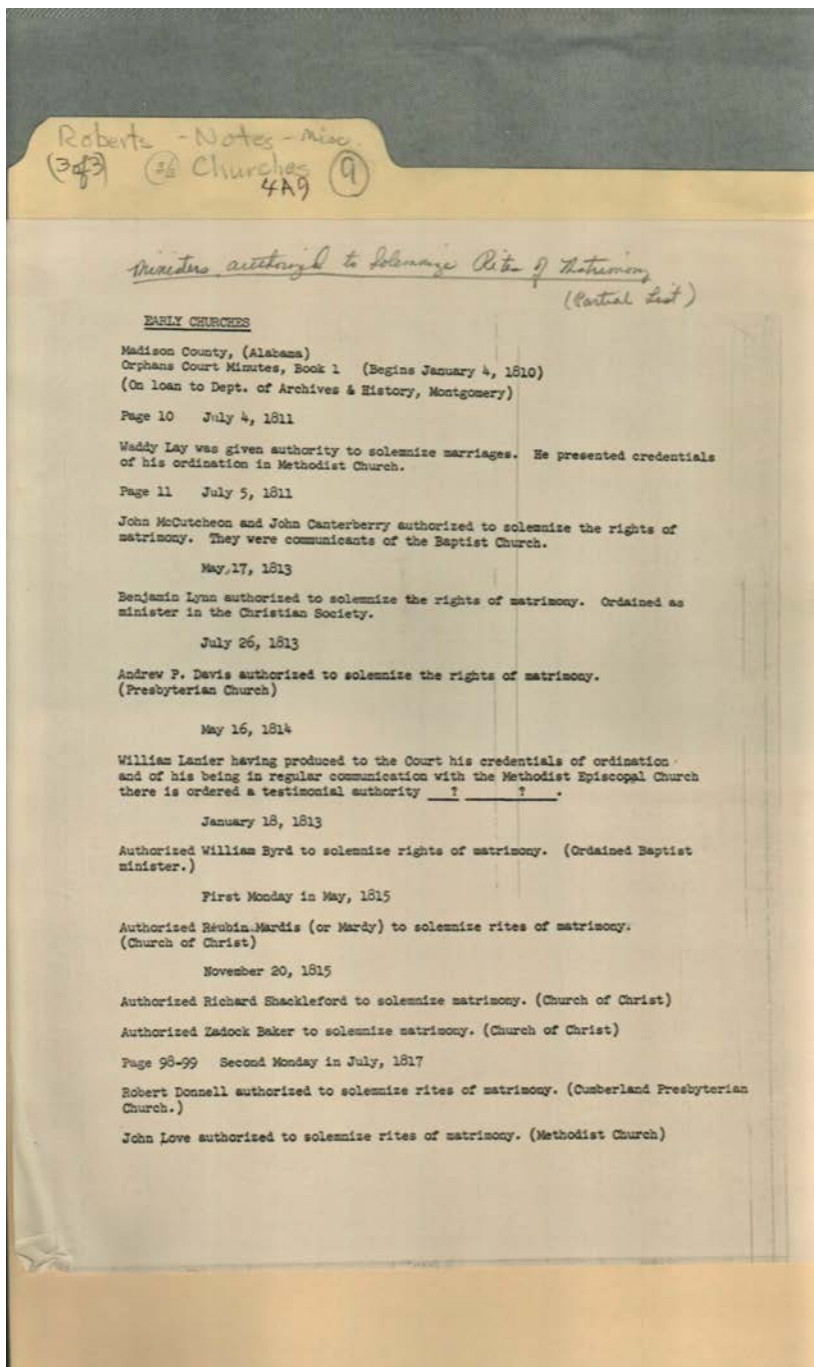 Roberts - Notes - Misc.
(3 of 3) Churches 9
4A9
Ministers authorized to Solemnize Rites of Matrimony
(Partial List)
EARLY CHURCHES
Madison County, (Alabama)
Orphans Court Minutes, Book 1 (Begins January 4, 1810)
(On loan to Dept. of Archives & History, Montgomery)
Page 10 July 4, 1811
Waddy Lay was given authority to solemnize marriages. He presented credentials
of his ordination in Methodist Church.
Page 11 July 5, 1811
John McCutcheon and John Canterberry authorized to solemnize the rights of
matrimony. They were communicants of the Baptist Church.
May 17, 1813
Benjamin Lynn authorized to solemnize the rights of matrimony. Ordained as
minister in the Christian Society.
July 26, 1813
Andrew P. Davis authorized to solemnize the rights of matrimony.
(Presbyterian Church)
May 16, 1814
William Lanier having produced to the Court his credentials of ordination
and of his being in regular communication with the Methodist Episcopal Church
there is ordered a testimonial authority ? ? .
January 18, 1813
Authorized William Byrd to solemnize rights of matrimony. (Ordained Baptist
minister.)
First Monday in May, 1815
Authorized Reubin Mardis (or Mardy) to solemnize rites of matrimony.
(Church of Christ)
November 20, 1815
Authorized Richard Shackleford to solemnize matrimony. (Church of Christ)
Authorized Zadock Baker to solemnize matrimony. (Church of Christ)
Page 98-99 Second Monday in July, 1817
Robert Donnell authorized to solemnize rites of matrimony. (Cumberland Presbyterian
Church.)
John Love authorized to solemnize rites of matrimony. (Methodist Church)